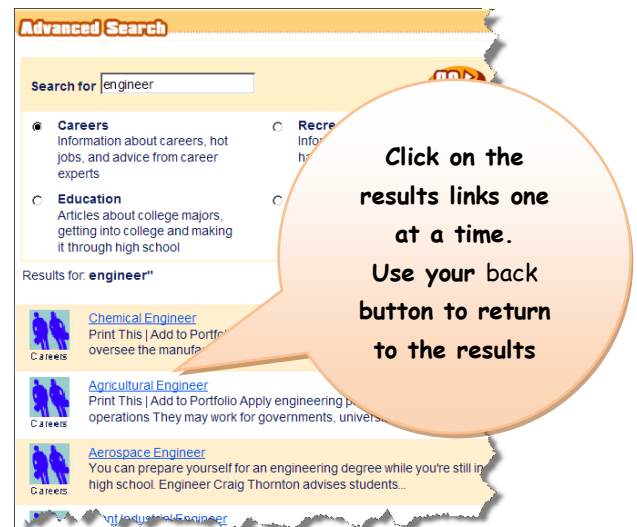 Advanced Search
Search for engineer
GO
Careers
Information about careers, hot
jobs, and advice from career
experts
Education
Articles about college majors,
getting into college and making
it through high school
Click on the
results links one
at a time.
Use your back
button to return
to the results
Results for: engineer"
Chemical Engineer
Print This | Add to
oversee the
Careers
Agricultural Engineer
Print This | Add to Portfolio Apply engineering
operations They may work for governments,
Careers
Aerospace Engineer
You can prepare yourself for an engineering degree while you're still in
high school. Engineer Craig Thornton advises students...
Careers
Industrial Engineer